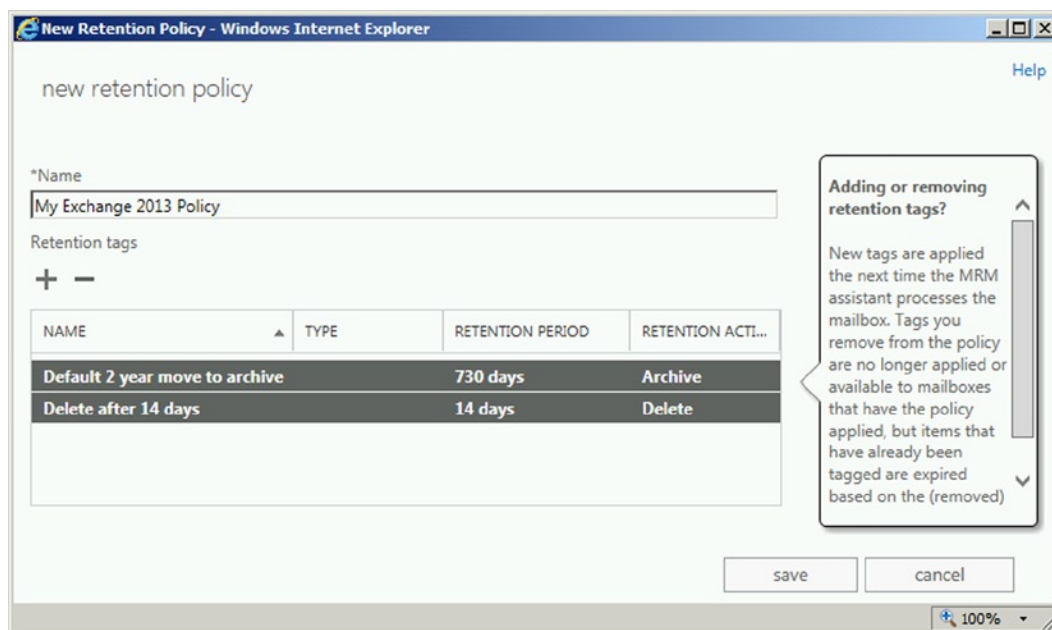 New Retention Policy - Windows Internet Explorer
Help
new retention policy
*Name
My Exchange 2013 Policy
Retention tags
NAME TYPE RETENTION PERIOD RETENTION ACTI...
Default 2 year move to archive 730 days Archive
Delete after 14 days 14 days Delete
Adding or removing
retention tags?
New tags are applied
the next time the MRM
assistant processes the
mailbox. Tags you
remove from the policy
are no longer applied or
available to mailboxes
that have the policy
applied, but items that
have already been
tagged are expired
based on the (removed)
save cancel
100%